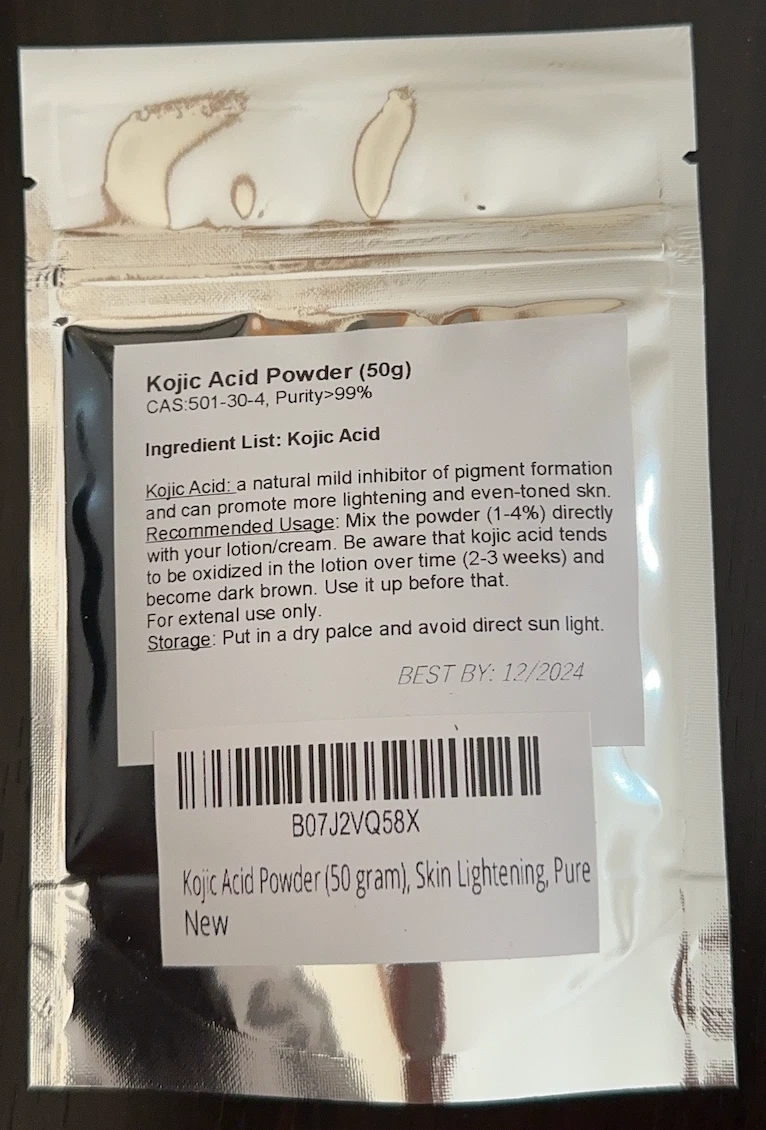 Kojic Acid Powder (50g)
CAS:501-30-4, Purity>99%
Ingredient List: Kojic Acid
Kojic Acid: a natural mild inhibitor of pigment formation
and can promote more lightening and even-toned skn.
Recommended Usage: Mix the powder (1-4%) directly
with your lotion/cream. Be aware that kojic acid tends
to be oxidized in the lotion over time (2-3 weeks) and
become dark brown. Use it up before that.
For extenal use only.
Storage: Put in a dry palce and avoid direct sun light.
BEST BY: 12/2024
B07J2VQ58X
Kojic Acid Powder (50 gram), Skin Lightening, Pure
New